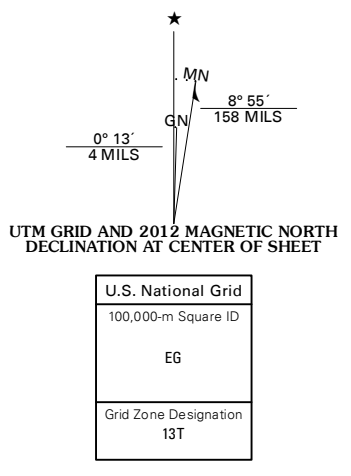 ★
MN
GN
8° 55´
158 MILS
0° 13´
4 MILS
UTM GRID AND 2012 MAGNETIC NORTH
DECLINATION AT CENTER OF SHEET
U.S. National Grid
100,000-m Square ID
EG
Grid Zone Designation
13T